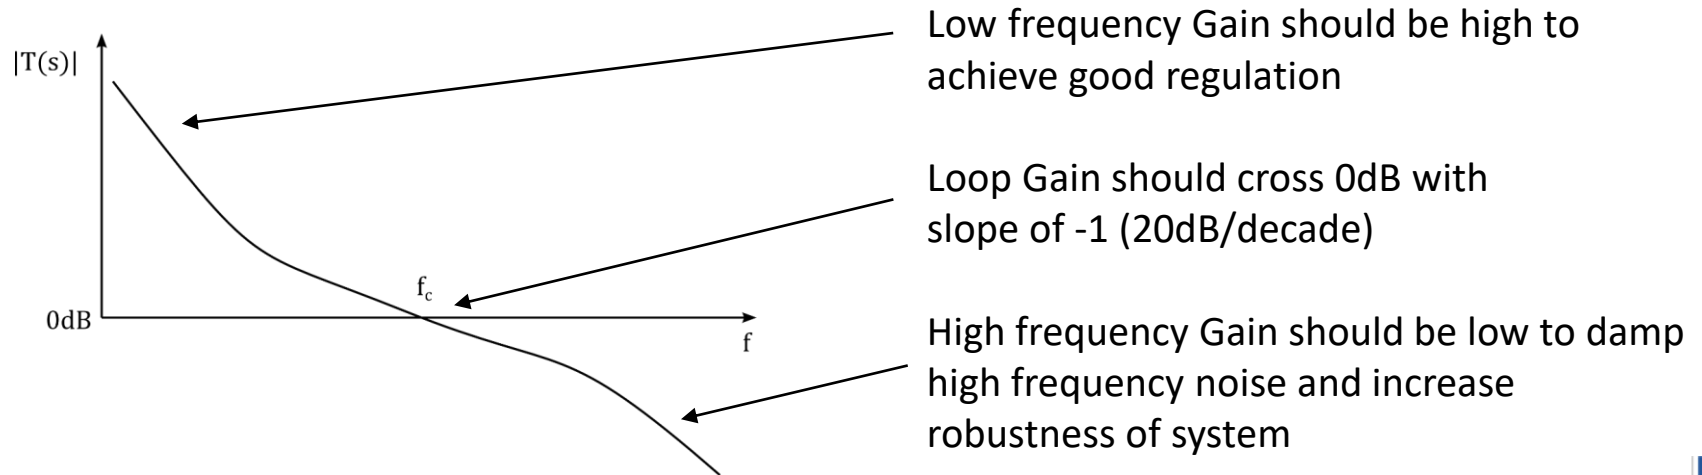 Low frequency Gain should be high to
achieve good regulation
|T(s)|
Loop Gain should cross 0dB with
slope of -1 (20dB/decade)
fc
0dB
f
High frequency Gain should be low to damp
high frequency noise and increase
robustness of system